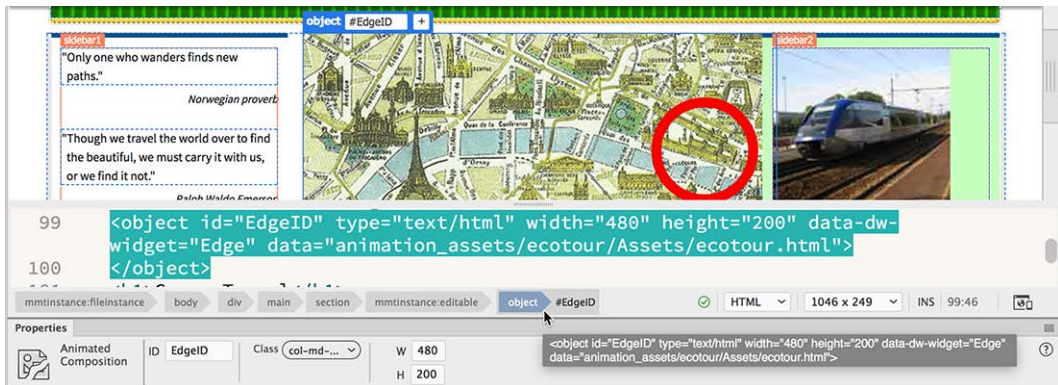 object #EdgeID +
sidebar1
sidebar2
"Only one who wanders finds new
paths."
Norwegian proverb
"Though we travel the world over to find
the beautiful, we must carry it with us,
or we find it not."
Ralph Waldo Emerson
Quai de la Conference
d'Orsay
99 <object id="EdgeID" type="text/html" width="480" height="200" data-dw-
widget="Edge" data="animation_assets/ecotour/Assets/ecotour.html">
100 </object>
mmtinstance:fileinstance body div main section mmtinstance:editable object #EdgeID HTML 1046 x 249 INS 99:46
Properties
Animated
Composition
ID EdgeID
Class col-md-...
W 480
H 200
<object id="EdgeID" type="text/html" width="480" height="200" data-dw-widget="Edge"
data="animation_assets/ecotour/Assets/ecotour.html">
?